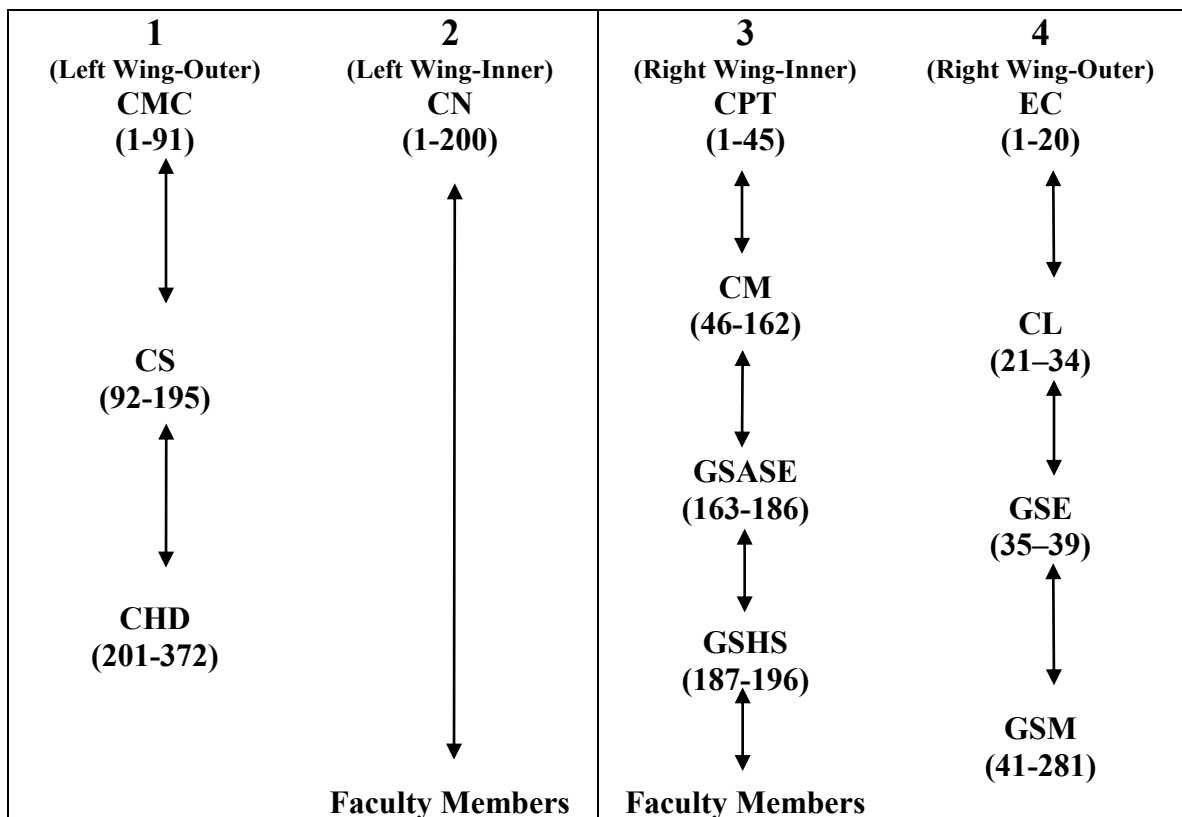 1
(Left Wing-Outer)
CMC
(1-91)
CS
(92-195)
CHD
(201-372)
2
(Left Wing-Inner)
CN
(1-200)
Faculty Members
3
(Right Wing-Inner)
CPT
(1-45)
CM
(46-162)
GSASE
(163-186)
GSHS
(187-196)
Faculty Members
4
(Right Wing-Outer)
EC
(1-20)
CL
(21–34)
GSE
(35–39)
GSM
(41-281)